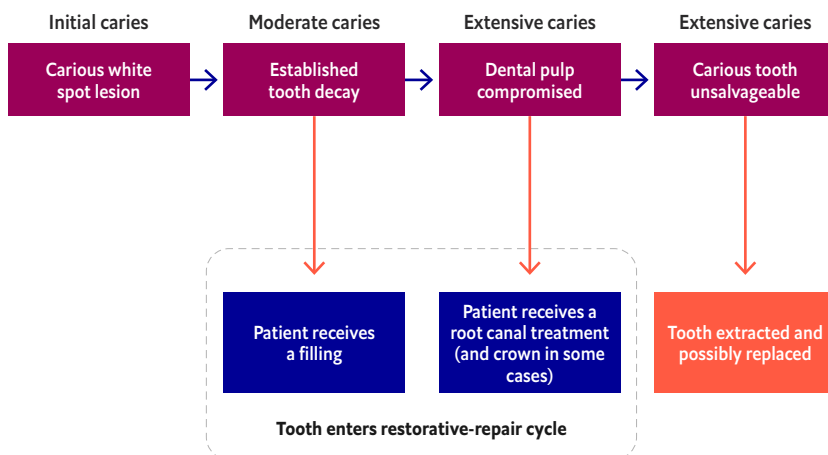 Initial caries
Moderate caries
Extensive caries
Extensive caries
Carious white
spot lesion
Established
tooth decay
Dental pulp
compromised
Carious tooth
unsalvageable
Patient receives
a filling
Patient receives a
root canal treatment
(and crown in some
cases)
Tooth extracted and
possibly replaced
Tooth enters restorative-repair cycle